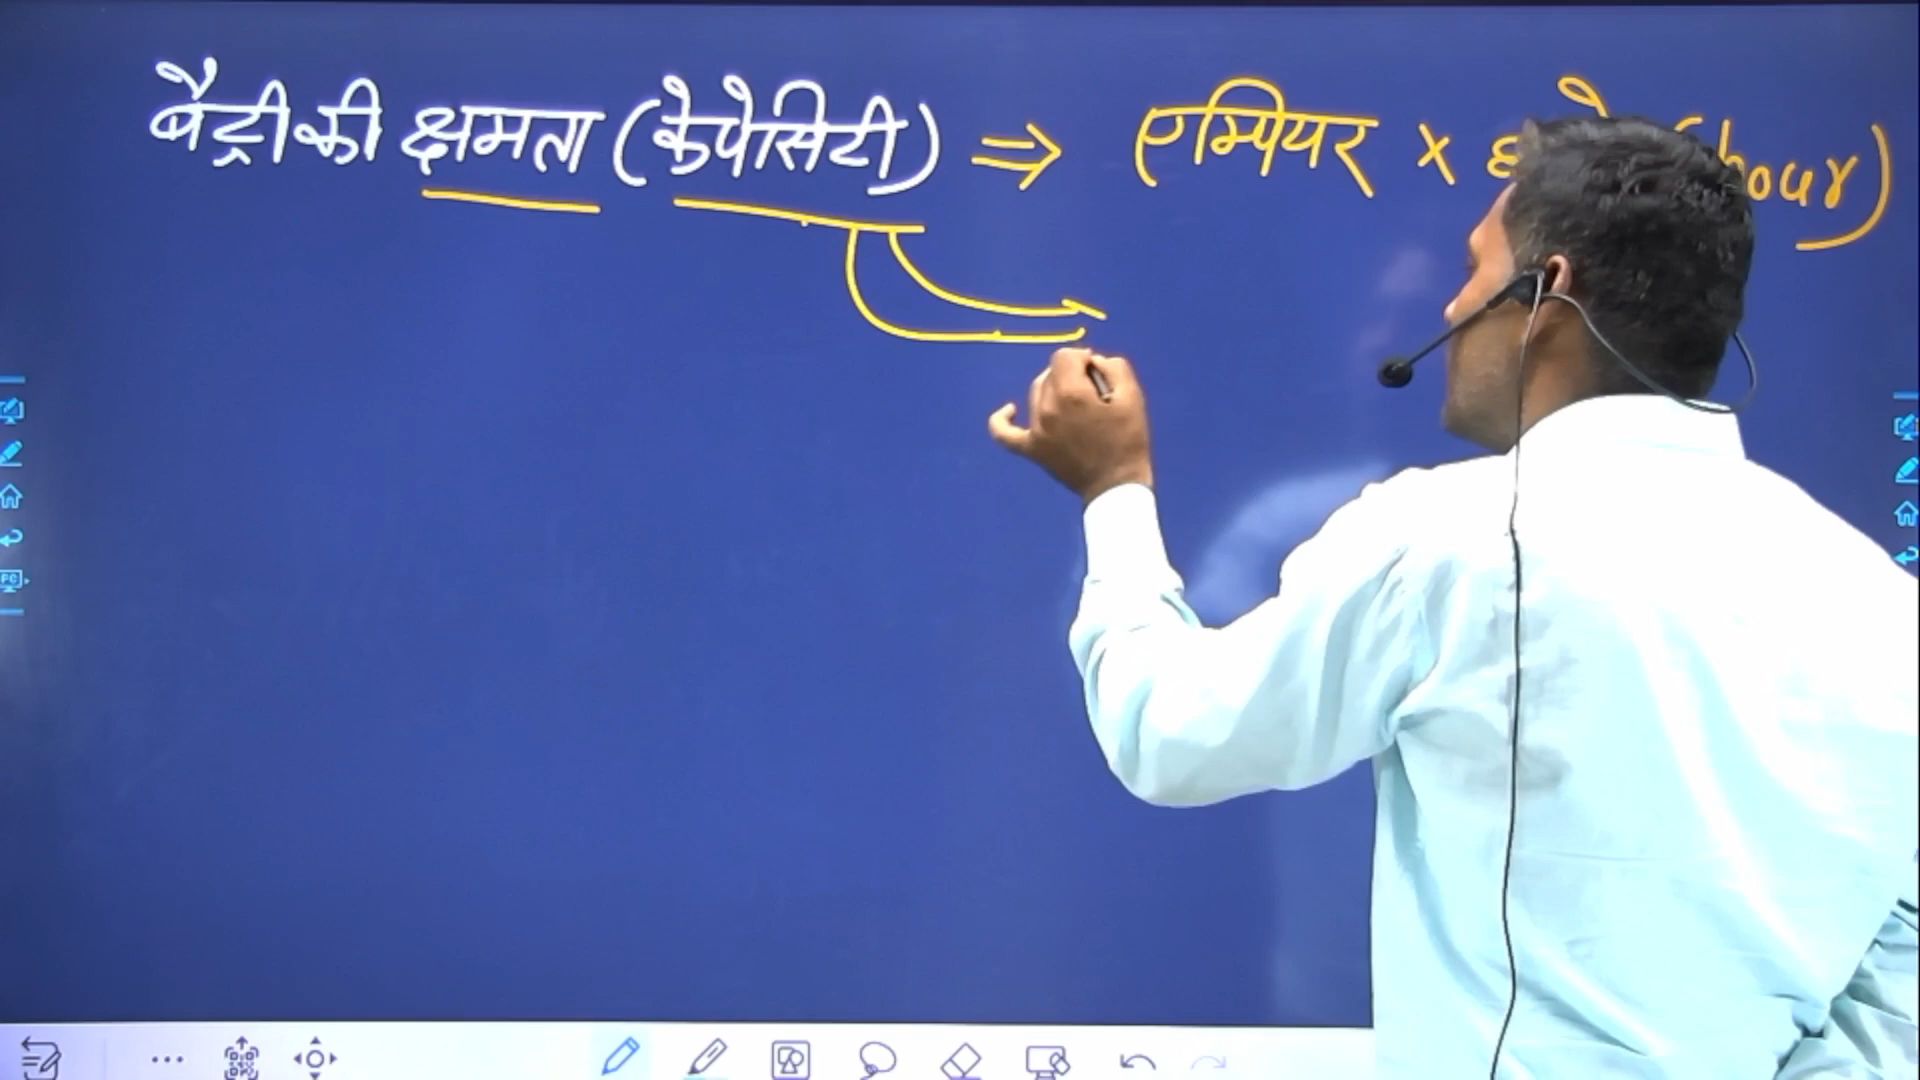 बैट्री की क्षमता (केपेसिटी) ⇒ एम्पियर x hour)